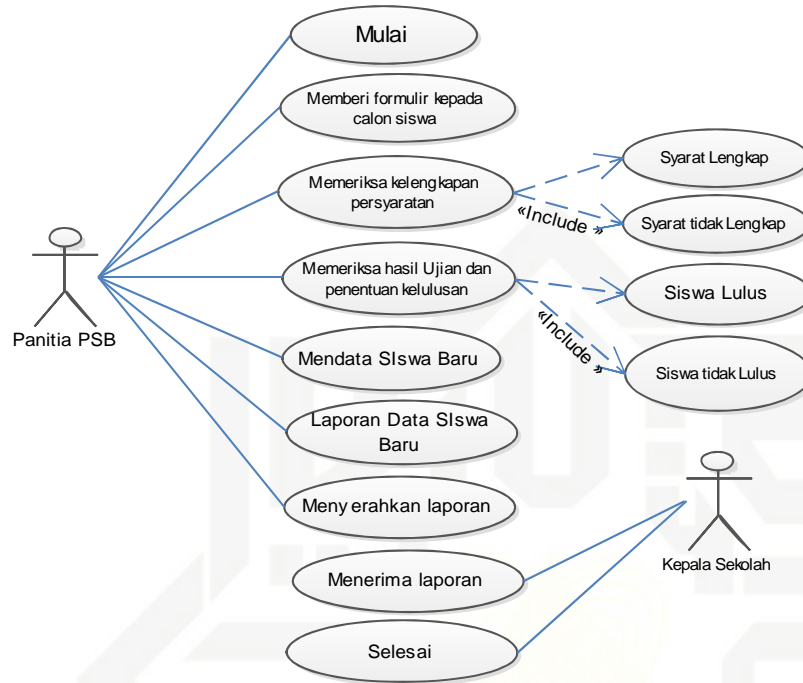 Mulai
Memberi formulir kepada
calon siswa
Memeriksa kelengkapan
persyaratan
Syarat Lengkap
«Include »
Syarat tidak Lengkap
Memeriksa hasil Ujian dan
penentuan kelulusan
Siswa Lulus
«Include »
Siswa tidak Lulus
Panitia PSB
Mendata SIswa Baru
Laporan Data SIswa
Baru
Meny erahkan laporan
Menerima laporan
Kepala Sekolah
Selesai